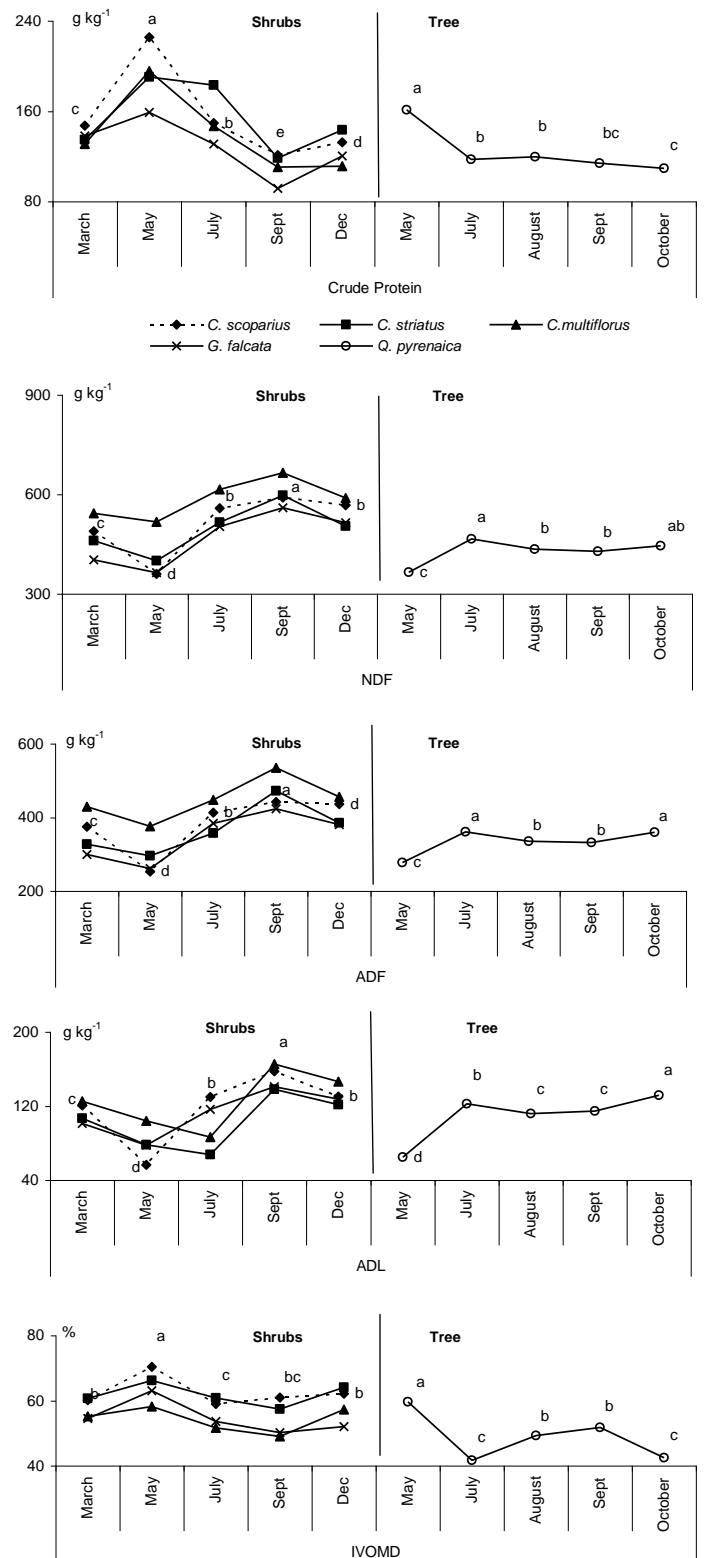 g kg-1 Shrubs Tree
240
160
80
a
c
b
e
d
a
b
b
bc
c
March May July Sept Dec May July August Sept October
Crude Protein
C. scoparius C. striatus C.multiflorus
G. falcata Q. pyrenaica
g kg-1 Shrubs Tree
900
600
300
c
d
b
a
b
c
a
b
b
ab
March May July Sept Dec May July August Sept October
NDF
g kg-1 Shrubs Tree
600
400
200
c
d
b
a
d
c
a
b
b
a
March May July Sept Dec May July August Sept October
ADF
g kg-1 Shrubs Tree
200
120
40
c
d
b
a
b
d
b
c
c
a
March May July Sept Dec May July August Sept October
ADL
% Shrubs Tree
80
60
40
b
a
c
bc
b
a
c
b
b
c
March May July Sept Dec May July August Sept October
IVOMD